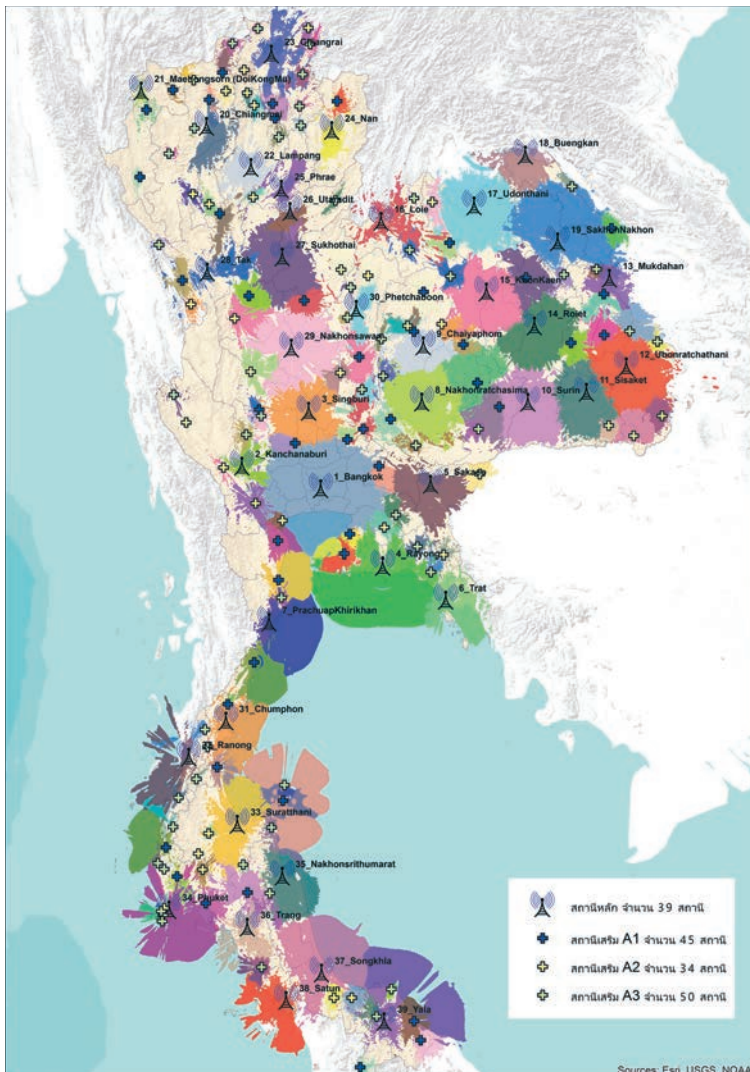 23_Chiangrai
21_Maehongsorn (DoiKongMu)
20_Chiangmai
24_Nan
22_Lampang
18_Buengkan
25_Phrae
17_Udonthani
26_Utaradit
16_Loie
19_SakhonNakhon
27_Sukhothai
28_Tak
13_Mukdahan
15_KhonKaen
30_Phetchaboon
14_Roiet
29_Nakhonsawan
9_Chaiyaphom
12_Ubonratchathani
11_Sisaket
8_Nakhonratchasima
10_Surin
3_Singburi
2_Kanchanaburi
1_Bangkok
5_Sakaeo
4_Rayong
6_Trat
7_PrachuapKhirikhan
31_Chumphon
32_Ranong
33_Suratthani
35_Nakhonsrithumarat
34_Phuket
36_Trang
37_Songkhla
38_Satun
39_Yala
สถานีหลัก จำนวน 39 สถานี
สถานีเสริม A1 จำนวน 45 สถานี
สถานีเสริม A2 จำนวน 34 สถานี
สถานีเสริม A3 จำนวน 50 สถานี
Sources: Esri, USGS, NOAA